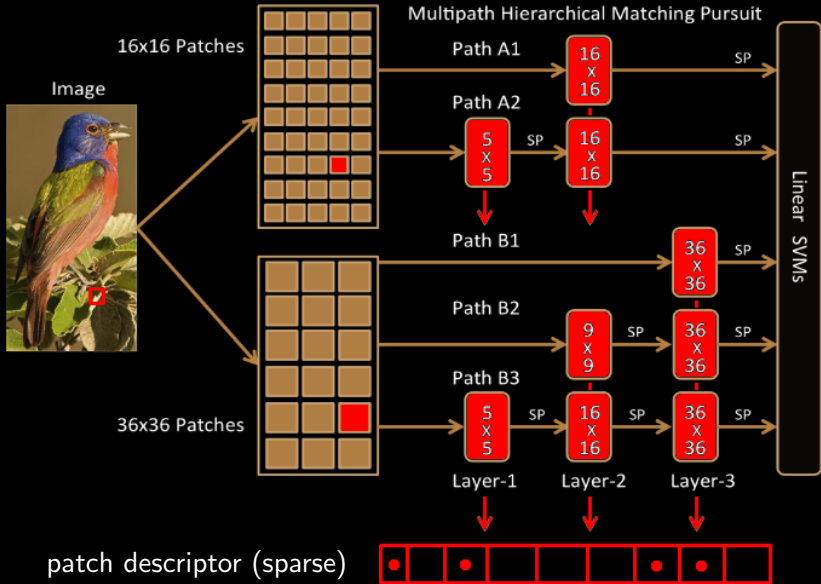 Multipath Hierarchical Matching Pursuit
16x16 Patches
Image
Path A1
16
x
16
SP
Path A2
5
x
5
SP
16
x
16
SP
Path B1
36
x
36
SP
Path B2
9
x
9
SP
36
x
36
SP
Path B3
36x36 Patches
5
x
5
SP
16
x
16
SP
36
x
36
SP
Linear SVMs
Layer-1
Layer-2
Layer-3
patch descriptor (sparse)